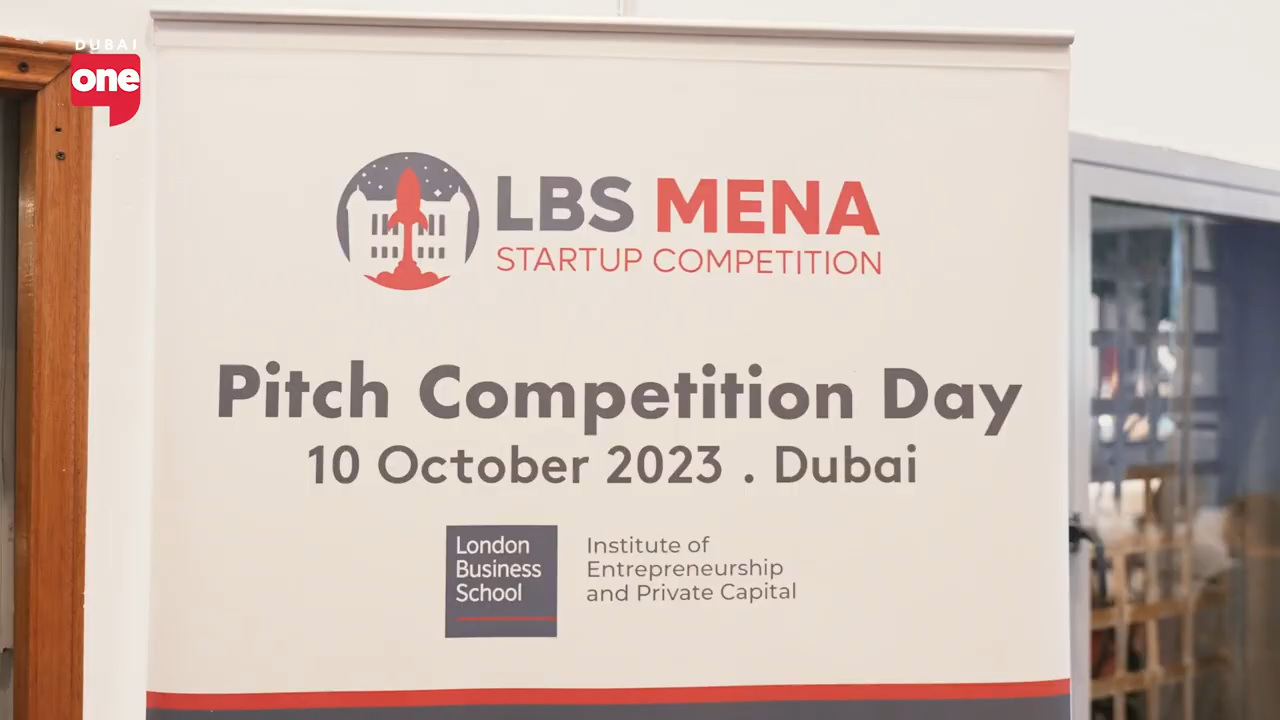 DUBAI
one
LBS MENA
STARTUP COMPETITION
Pitch Competition Day
10 October 2023 . Dubai
London
Business
School
Institute of
Entrepreneurship
and Private Capital